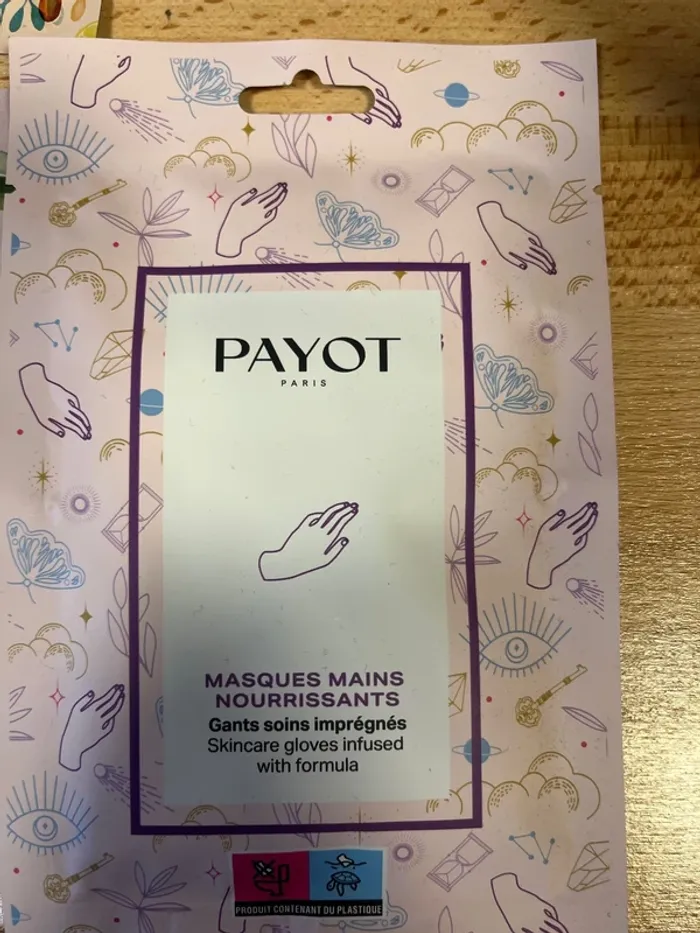 PAYOT
PARIS
MASQUES MAINS
NOURRISSANTS
Gants soins imprégnés
Skincare gloves infused
with formula
PRODUIT CONTENANT DU PLASTIQUE